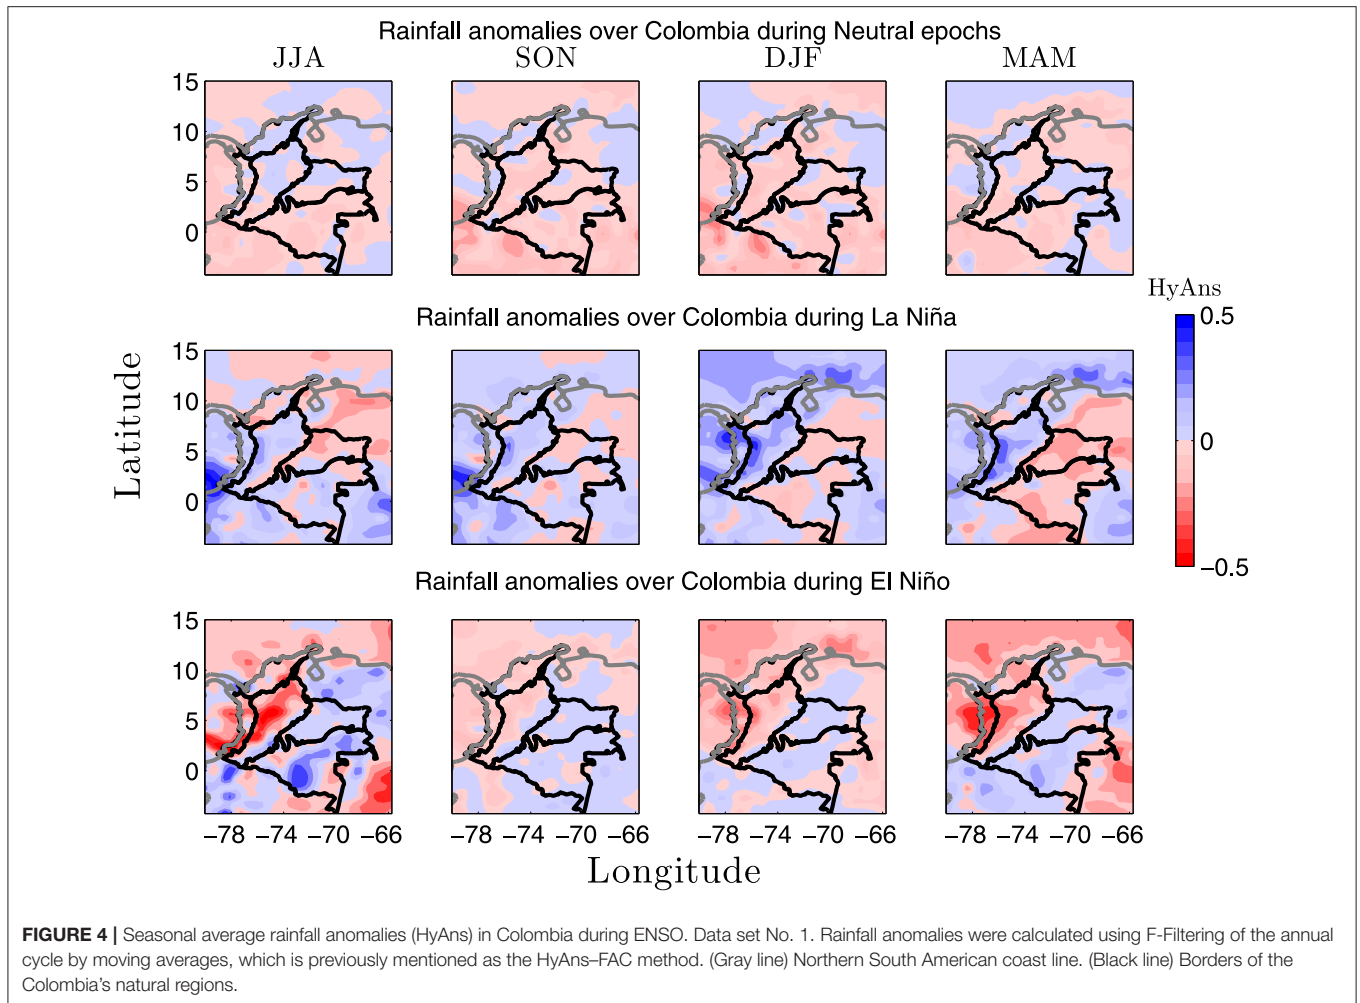 Rainfall anomalies over Colombia during Neutral epochs
JJA SON DJF MAM
15
10
5
0
Rainfall anomalies over Colombia during La Niña
15
10
5
0
HyAns
0.5
0
−0.5
Latitude
Rainfall anomalies over Colombia during El Niño
15
10
5
0
−78 −74 −70 −66 −78 −74 −70 −66 −78 −74 −70 −66 −78 −74 −70 −66
Longitude
FIGURE 4 | Seasonal average rainfall anomalies (HyAns) in Colombia during ENSO. Data set No. 1. Rainfall anomalies were calculated using F-Filtering of the annual
cycle by moving averages, which is previously mentioned as the HyAns–FAC method. (Gray line) Northern South American coast line. (Black line) Borders of the
Colombia's natural regions.